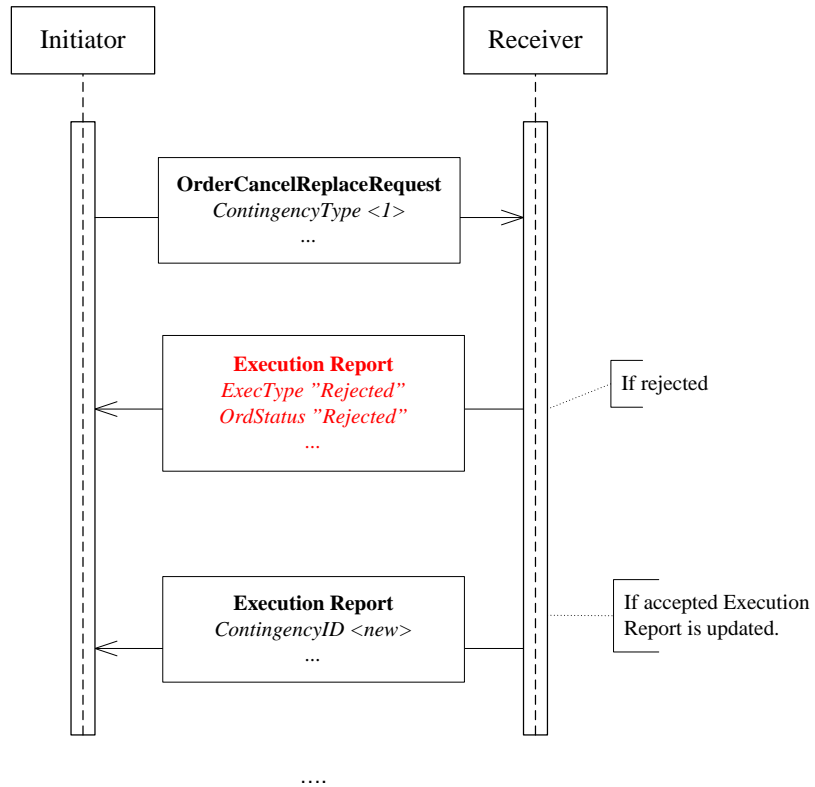 Initiator
Receiver
OrderCancelReplaceRequest
ContingencyType <1>
...
Execution Report
ExecType ”Rejected”
OrdStatus ”Rejected”
...
If rejected
Execution Report
ContingencyID <new>
...
If accepted Execution
Report is updated.
....